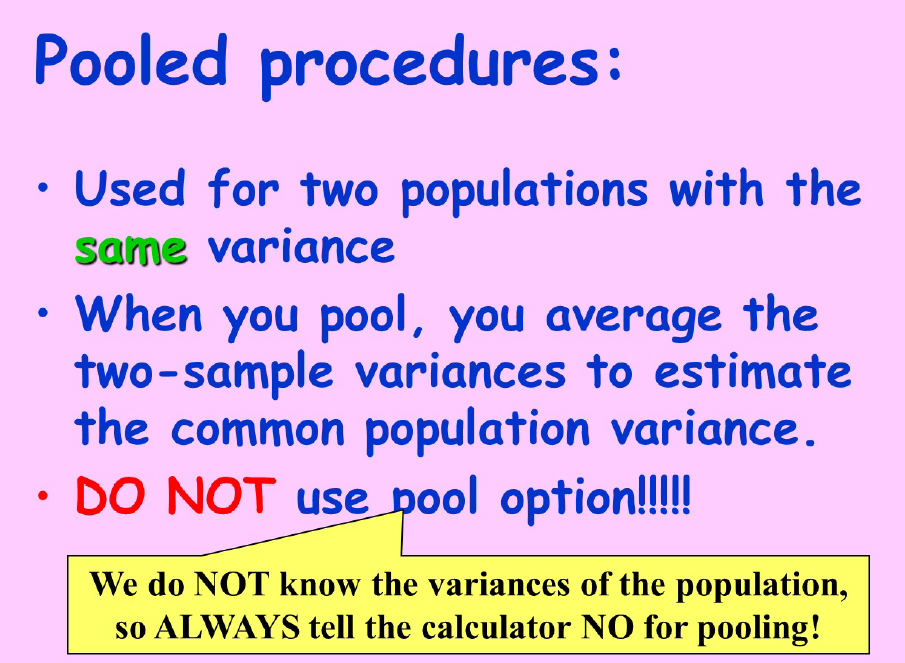 Pooled procedures:
• Used for two populations with the
same variance
• When you pool, you average the
two-sample variances to estimate
the common population variance.
• DO NOT use pool option!!!!!
We do NOT know the variances of the population,
so ALWAYS tell the calculator NO for pooling!